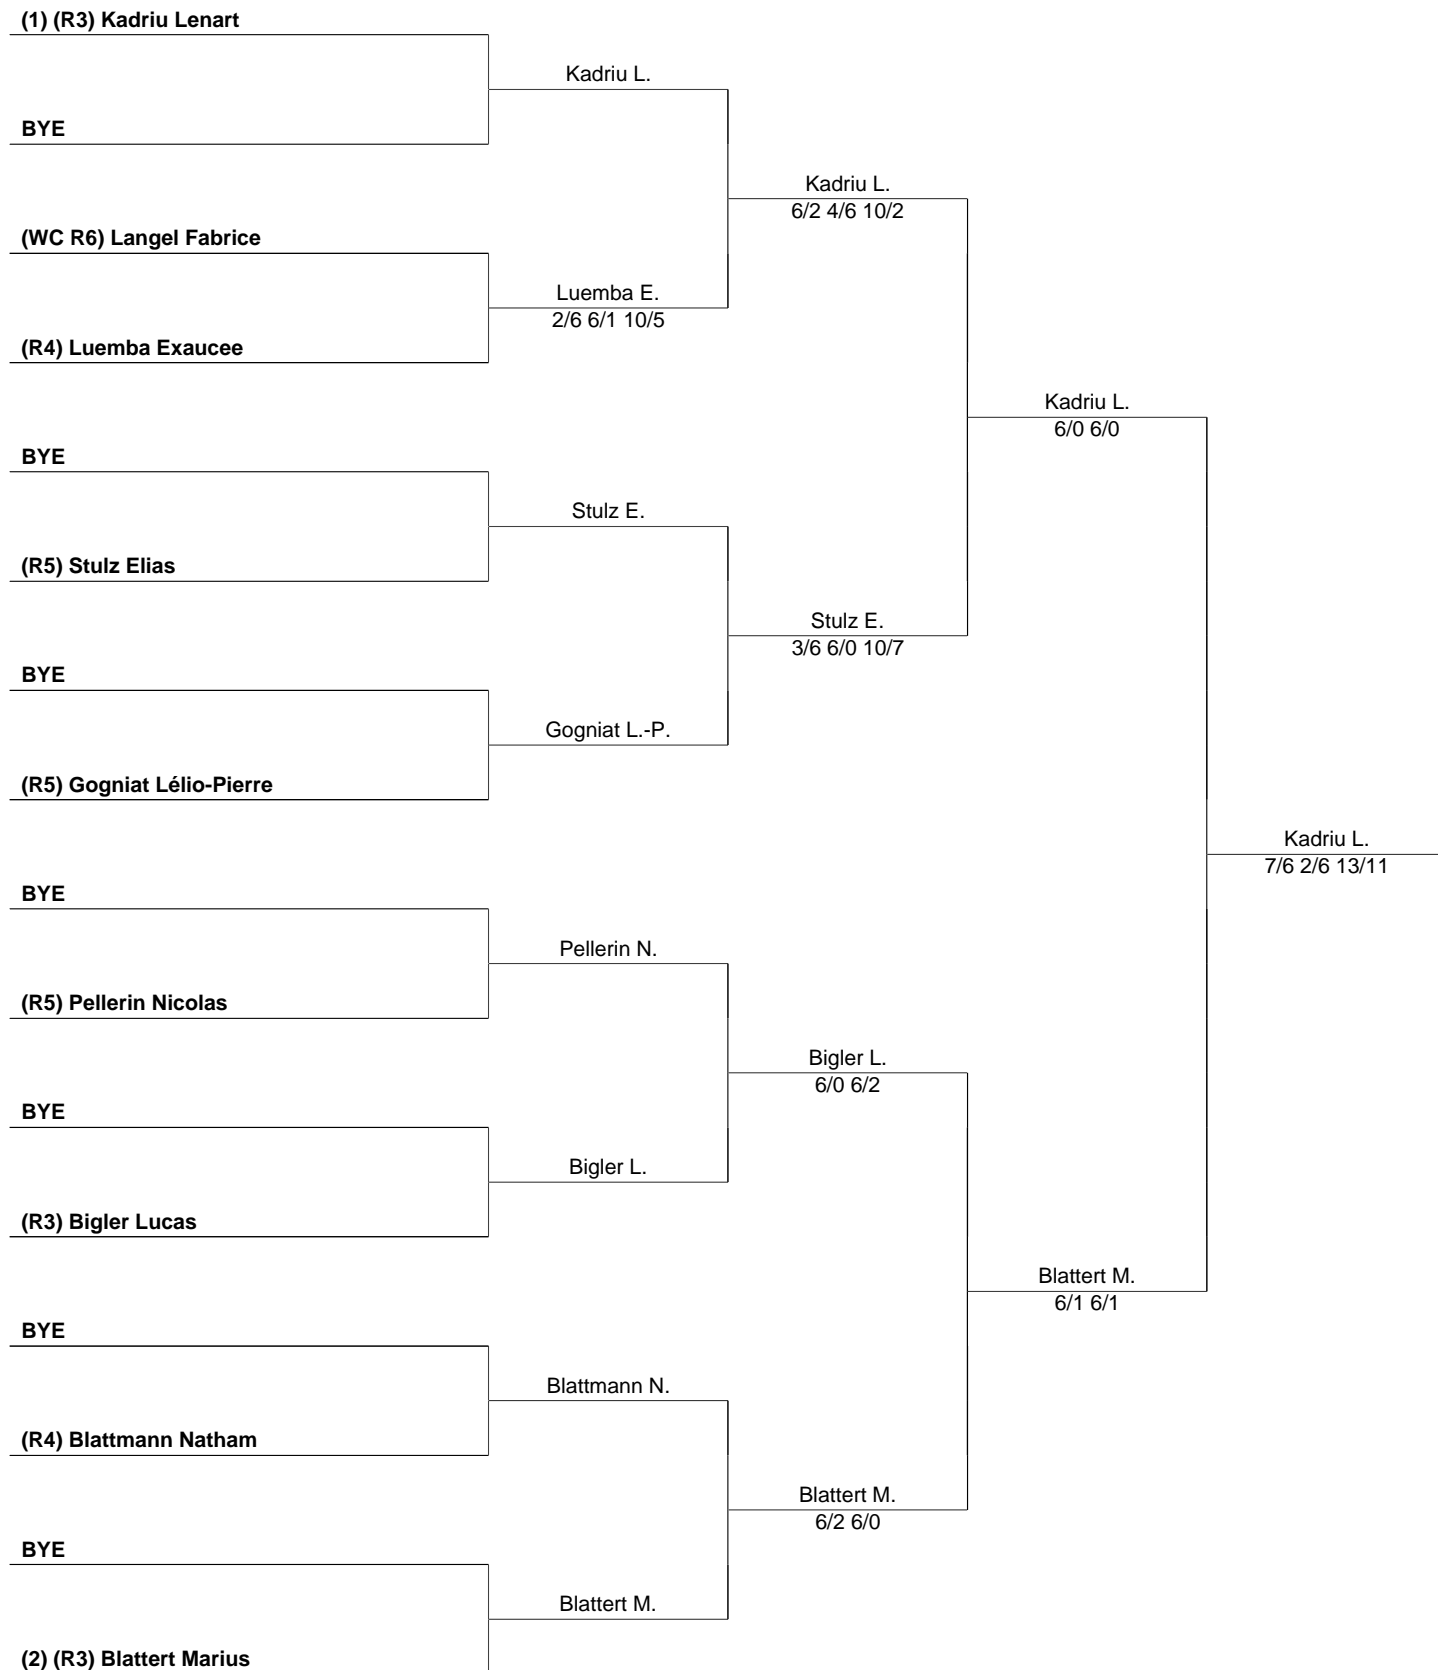 (1) (R3) Kadriu Lenart
Kadriu L.
BYE
Kadriu L.
6/2 4/6 10/2
(WC R6) Langel Fabrice
Luemba E.
2/6 6/1 10/5
(R4) Luemba Exaucee
Kadriu L.
6/0 6/0
BYE
Stulz E.
(R5) Stulz Elias
Stulz E.
3/6 6/0 10/7
BYE
Gogniat L.-P.
(R5) Gogniat Lélio-Pierre
Kadriu L.
7/6 2/6 13/11
BYE
Pellerin N.
(R5) Pellerin Nicolas
Bigler L.
6/0 6/2
BYE
Bigler L.
(R3) Bigler Lucas
Blattert M.
6/1 6/1
BYE
Blattmann N.
(R4) Blattmann Natham
Blattert M.
6/2 6/0
BYE
Blattert M.
(2) (R3) Blattert Marius